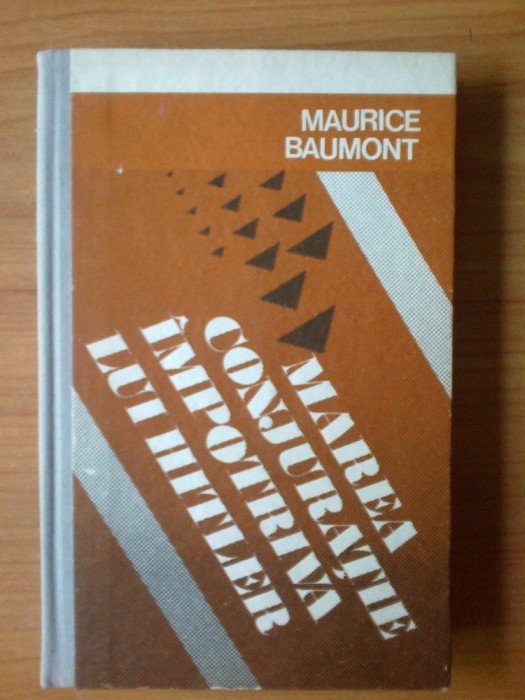 MAURICE
BAUMONT
MAREA
CONJURAȚIE
ÎMPOTRIVA
LUI HITLER